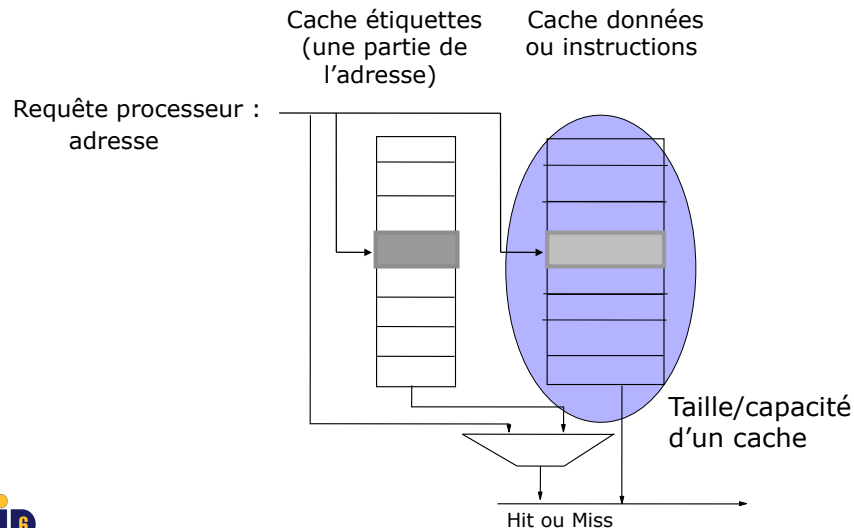 Cache étiquettes
(une partie de
l'adresse)
Cache données
ou instructions
Requête processeur :
adresse
Taille/capacité
d'un cache
Hit ou Miss
6